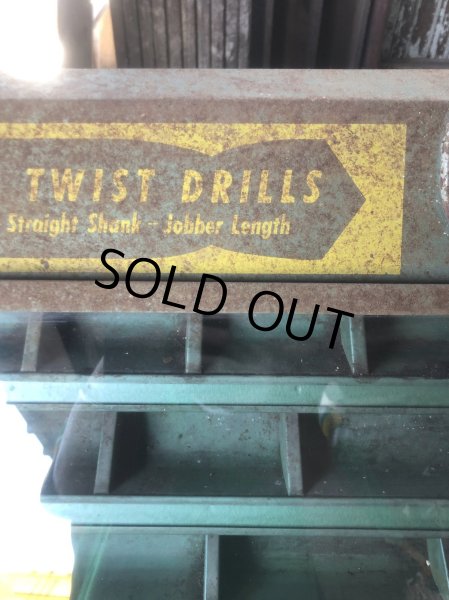 TWIST DRILLS
Straight Shank - Jobber Length
SOLD OUT